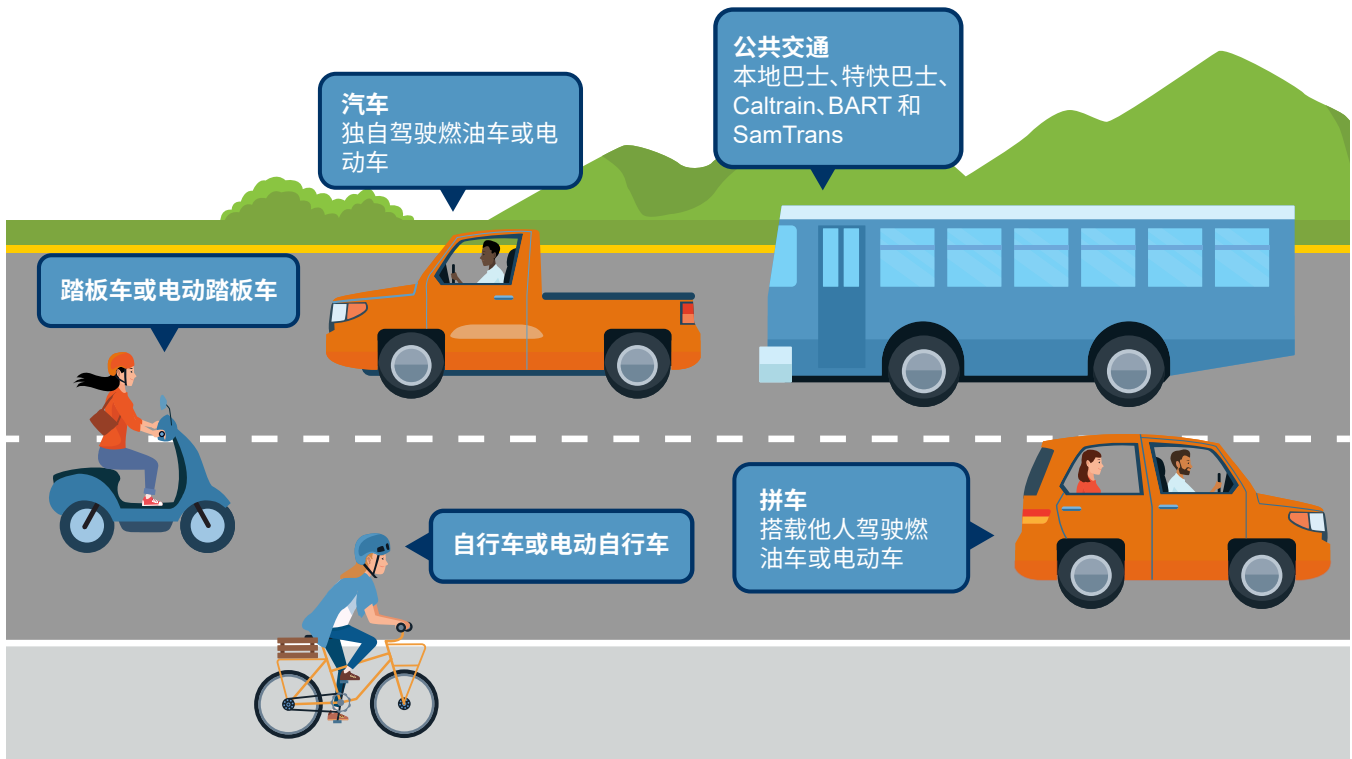 公共交通
本地巴士、特快巴士、
Caltrain、BART 和
SamTrans
汽车
独自驾驶燃油车或电
动车
踏板车或电动踏板车
拼车
搭载他人驾驶燃
油车或电动车
自行车或电动自行车